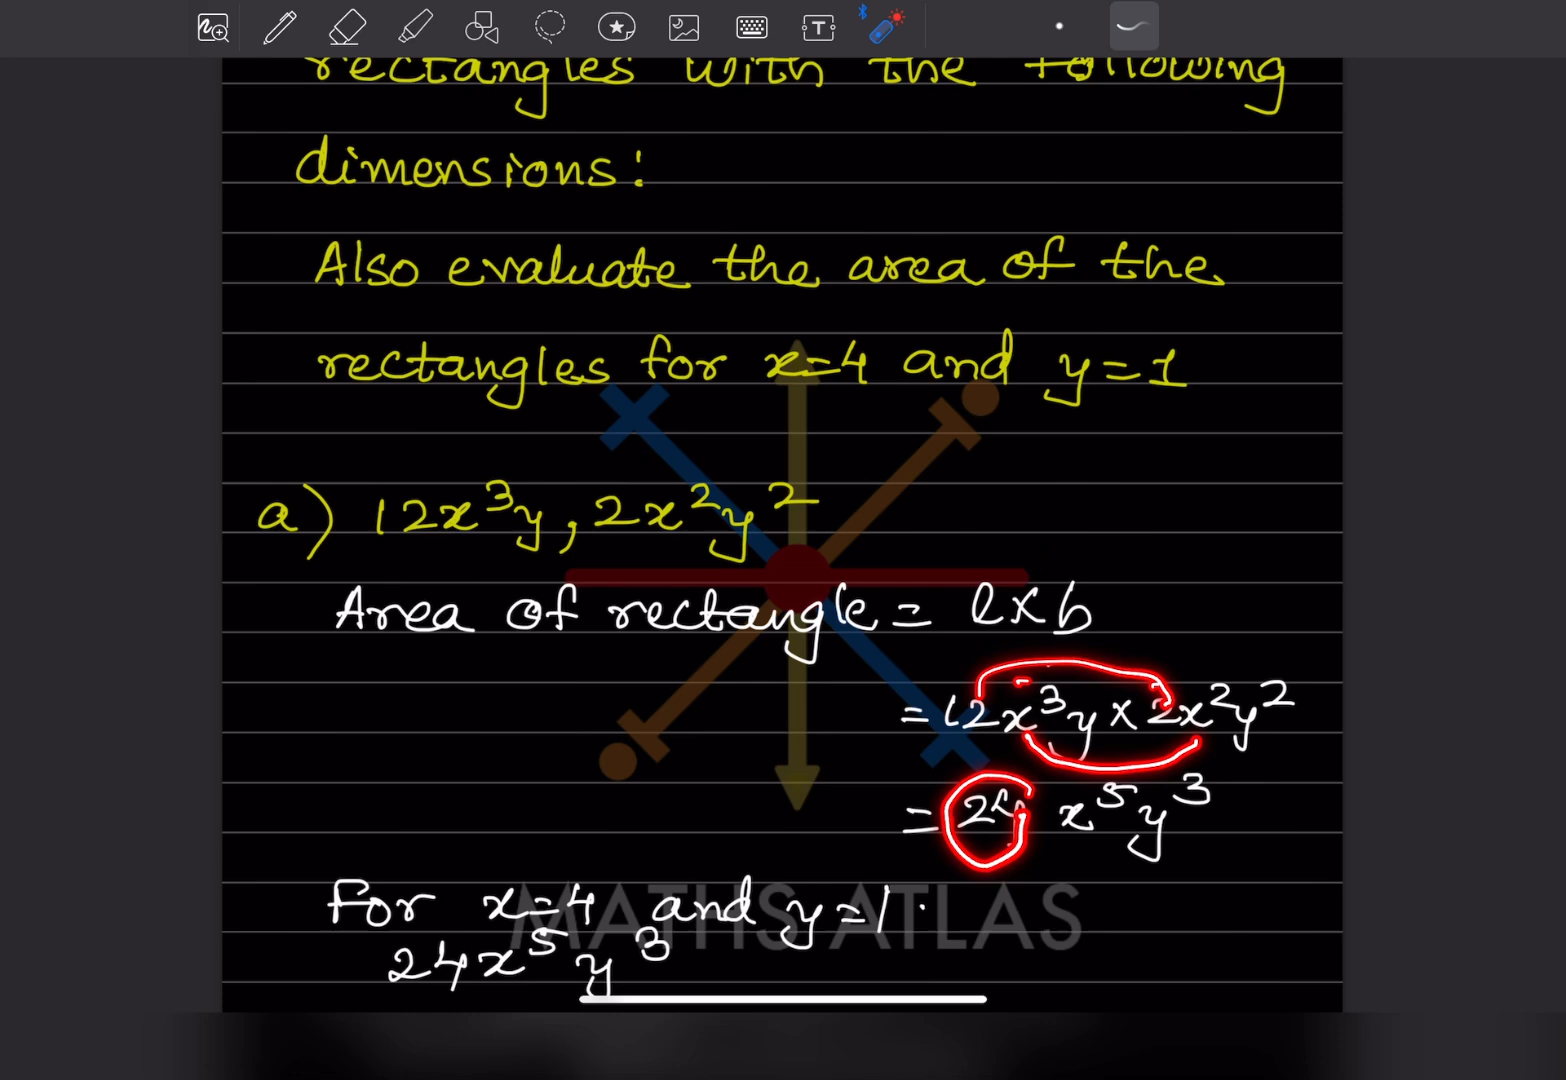 rectangles with the following
dimensions:
Also evaluate the area of the
rectangles for x=4 and y=1
a) 12x³y, 2x²y²
Area of rectangle = l×b
= 12x³y × 2x²y²
= 24 x⁵y³
For x=4 and y=1.
24x⁵y³
MATHS ATLAS